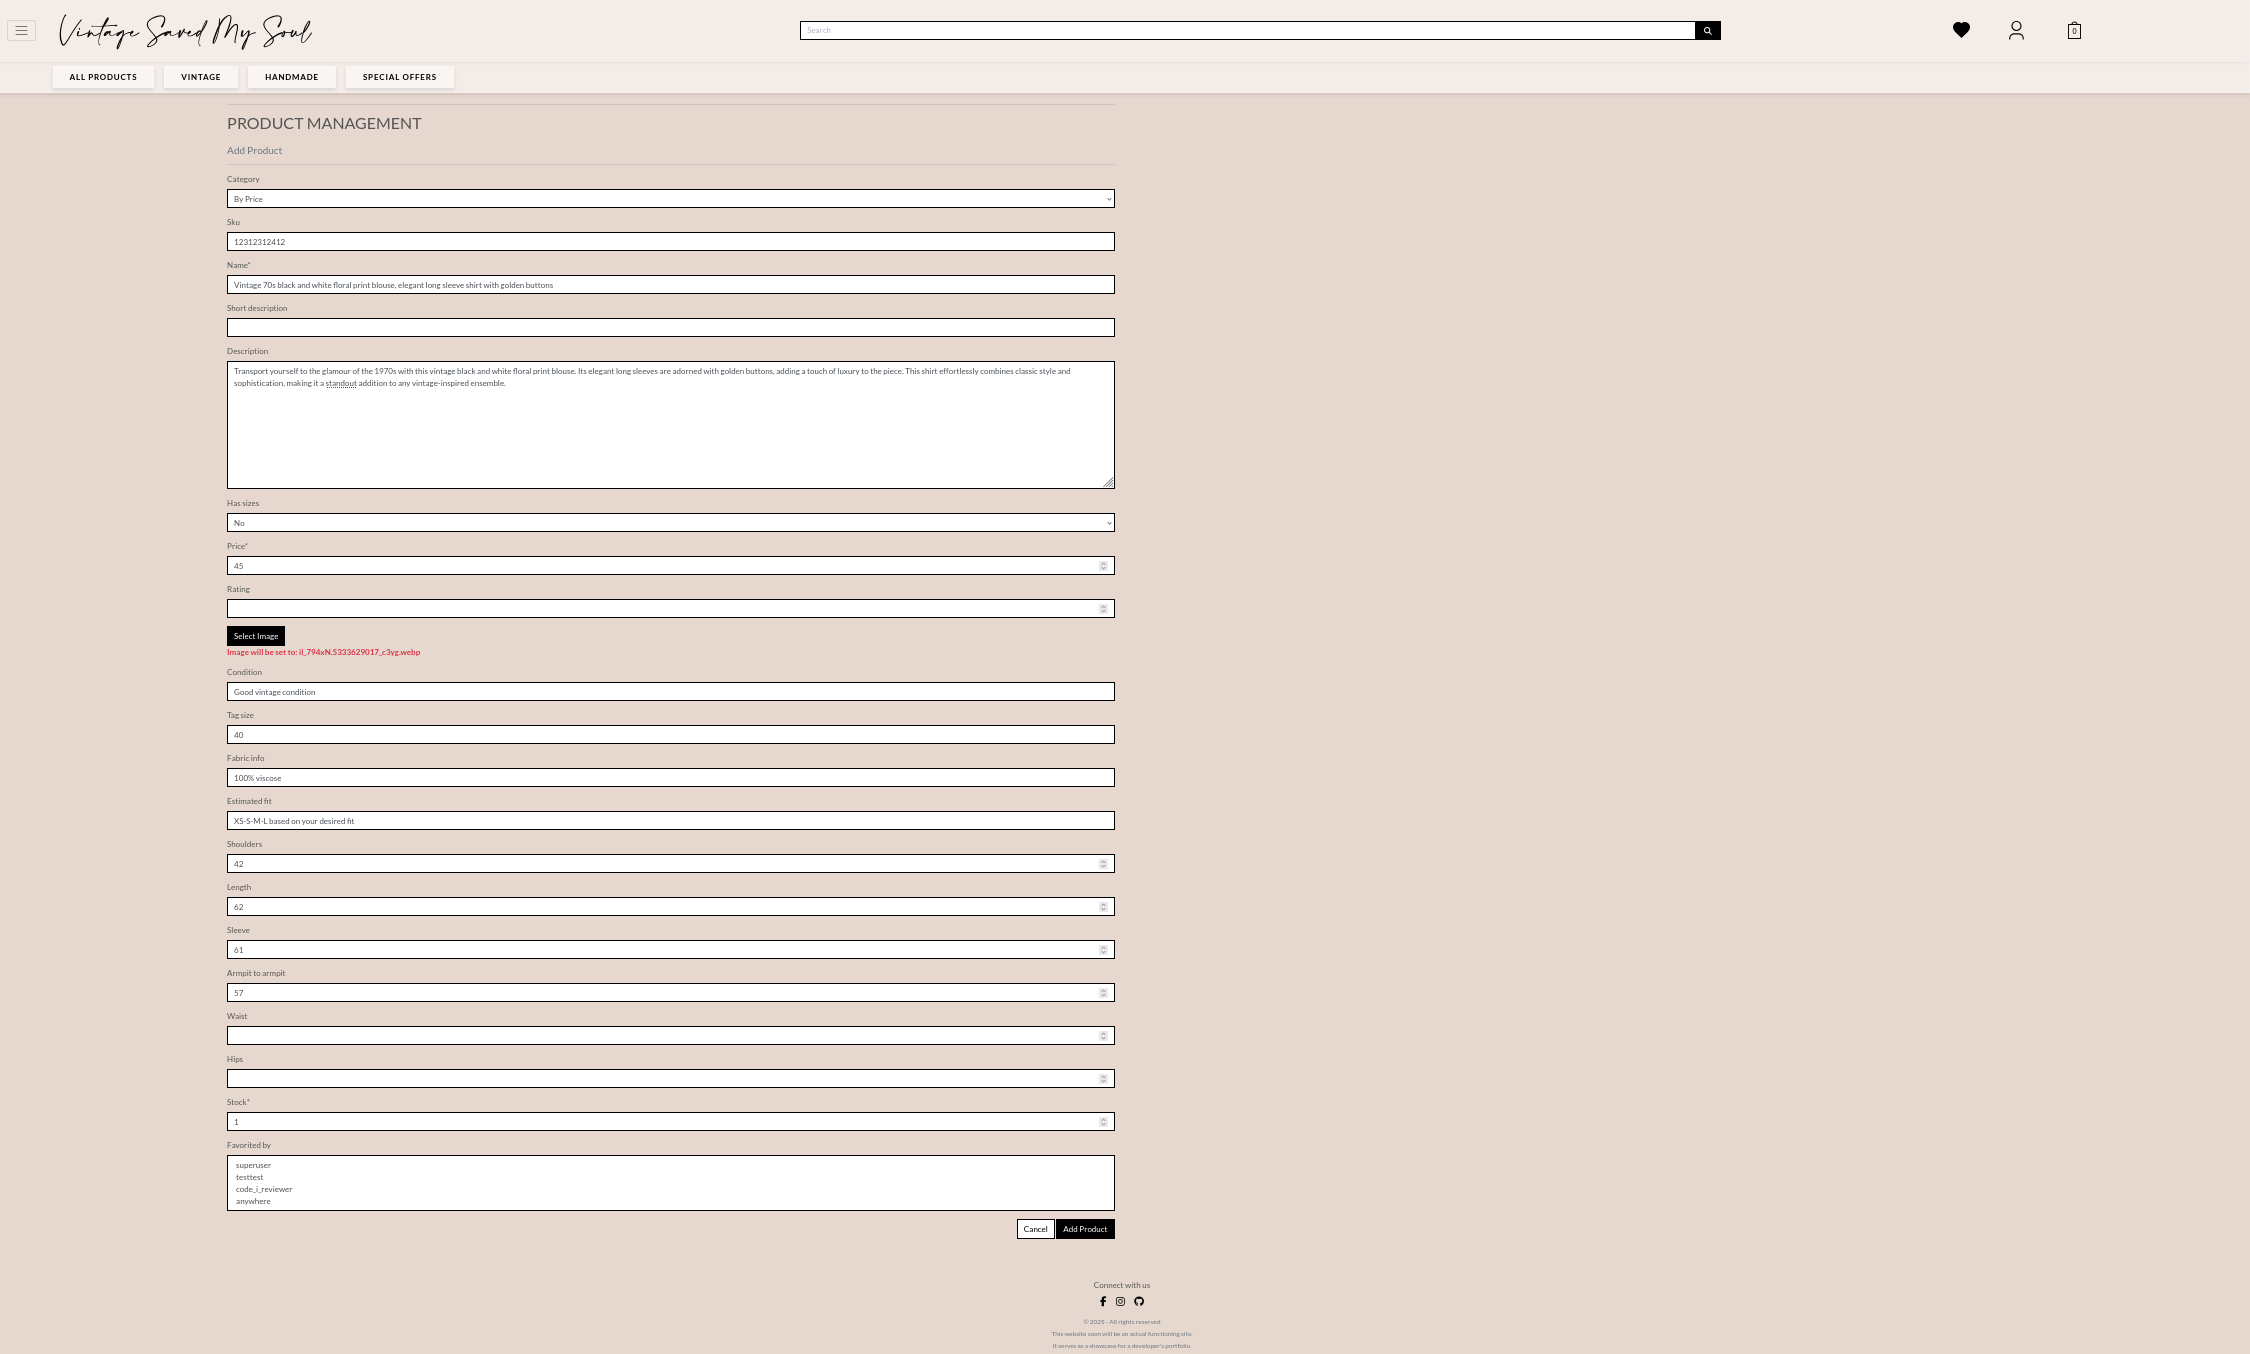 Vintage Saved My Soul
Search
0
ALL PRODUCTS VINTAGE HANDMADE SPECIAL OFFERS
PRODUCT MANAGEMENT
Add Product
Category
By Price
Sku
12312312412
Name*
Vintage 70s black and white floral print blouse, elegant long sleeve shirt with golden buttons
Short description
Description
Transport yourself to the glamour of the 1970s with this vintage black and white floral print blouse. Its elegant long sleeves are adorned with golden buttons, adding a touch of luxury to the piece. This shirt effortlessly combines classic style and
sophistication, making it a standout addition to any vintage-inspired ensemble.
Has sizes
No
Price*
45
Rating
Select Image
Image will be set to: il_794xN.5333629017_c3yg.webp
Condition
Good vintage condition
Tag size
40
Fabric info
100% viscose
Estimated fit
XS-S-M-L based on your desired fit
Shoulders
42
Length
62
Sleeve
61
Armpit to armpit
57
Waist
Hips
Stock*
1
Favorited by
superuser
testtest
code_i_reviewer
anywhere
Cancel Add Product
Connect with us
© 2025 - All rights reserved
This website soon will be an actual functioning site.
It serves as a showcase for a developer's portfolio.